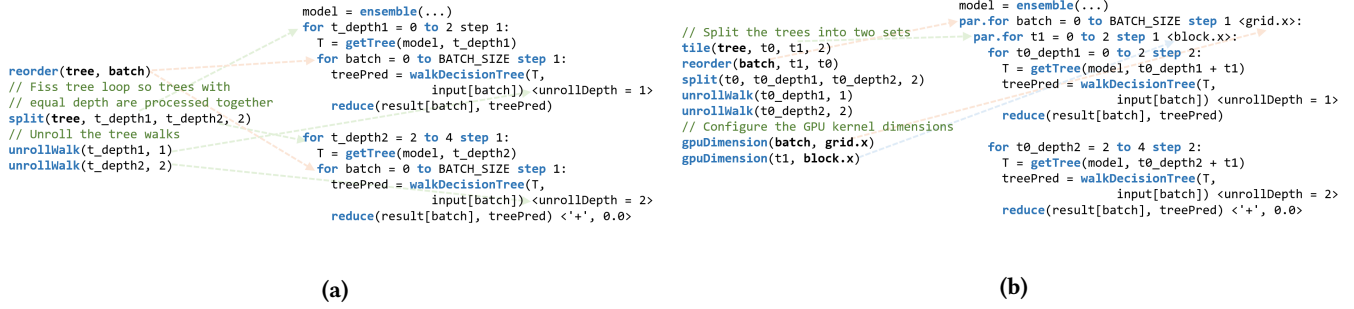 reorder(tree, batch)
// Fiss tree loop so trees with
// equal depth are processed together
split(tree, t_depth1, t_depth2, 2)
// Unroll the tree walks
unrollWalk(t_depth1, 1)
unrollWalk(t_depth2, 2)
model = ensemble(...)
for t_depth1 = 0 to 2 step 1:
T = getTree(model, t_depth1)
for batch = 0 to BATCH_SIZE step 1:
treePred = walkDecisionTree(T,
input[batch]) <unrollDepth = 1>
reduce(result[batch], treePred)
for t_depth2 = 2 to 4 step 1:
T = getTree(model, t_depth2)
for batch = 0 to BATCH_SIZE step 1:
treePred = walkDecisionTree(T,
input[batch]) <unrollDepth = 2>
reduce(result[batch], treePred) <'+', 0.0>
(a)
// Split the trees into two sets
tile(tree, t0, t1, 2)
reorder(batch, t1, t0)
split(t0, t0_depth1, t0_depth2, 2)
unrollWalk(t0_depth1, 1)
unrollWalk(t0_depth2, 2)
// Configure the GPU kernel dimensions
gpuDimension(batch, grid.x)
gpuDimension(t1, block.x)
model = ensemble(...)
par.for batch = 0 to BATCH_SIZE step 1 <grid.x>:
par.for t1 = 0 to 2 step 1 <block.x>:
for t0_depth1 = 0 to 2 step 2:
T = getTree(model, t0_depth1 + t1)
treePred = walkDecisionTree(T,
input[batch]) <unrollDepth = 1>
reduce(result[batch], treePred)
for t0_depth2 = 2 to 4 step 2:
T = getTree(model, t0_depth2 + t1)
treePred = walkDecisionTree(T,
input[batch]) <unrollDepth = 2>
reduce(result[batch], treePred) <'+', 0.0>
(b)